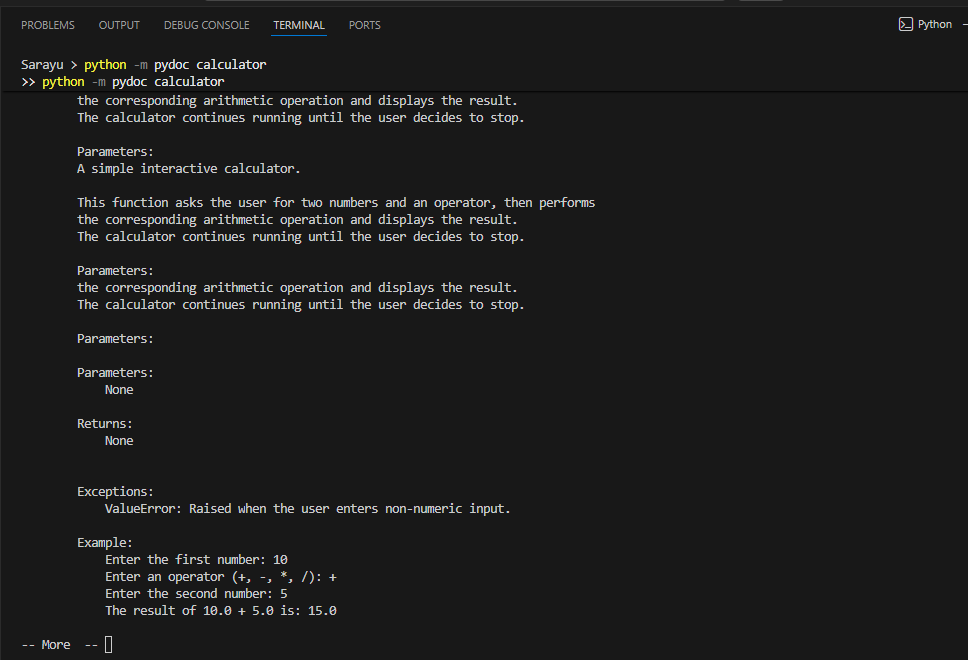 PROBLEMS OUTPUT DEBUG CONSOLE TERMINAL PORTS Python
Sarayu > python -m pydoc calculator
>> python -m pydoc calculator
the corresponding arithmetic operation and displays the result.
The calculator continues running until the user decides to stop.
Parameters:
A simple interactive calculator.
This function asks the user for two numbers and an operator, then performs
the corresponding arithmetic operation and displays the result.
The calculator continues running until the user decides to stop.
Parameters:
the corresponding arithmetic operation and displays the result.
The calculator continues running until the user decides to stop.
Parameters:
Parameters:
None
Returns:
None
Exceptions:
ValueError: Raised when the user enters non-numeric input.
Example:
Enter the first number: 10
Enter an operator (+, -, *, /): +
Enter the second number: 5
The result of 10.0 + 5.0 is: 15.0
-- More --